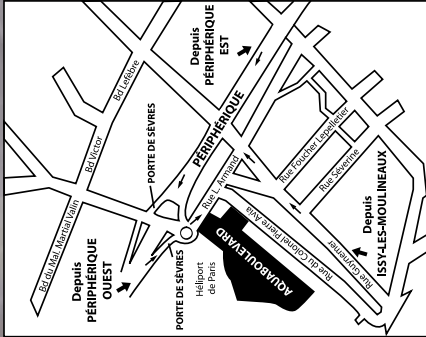 Depuis
PÉRIPHÉRIQUE
EST
Bd Lefèbre
Bd Victor
Bd du Mal. Martial Valin
PORTE DE SÈVRES
PÉRIPHÉRIQUE
Rue L. Armand
Rue Foucher Lepelletier
Rue Séverine
Depuis
ISSY-LES-MOULINEAUX
Rue Guynemer
Rue du Colonel Pierre Avia
AQUABOULEVARD
Héliport
de Paris
PORTE DE SÈVRES
Depuis
PÉRIPHÉRIQUE
OUEST